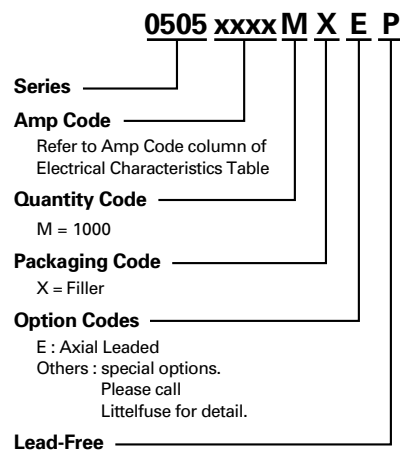 0505 xxxx M X E P
Series
Amp Code
Refer to Amp Code column of
Electrical Characteristics Table
Quantity Code
M = 1000
Packaging Code
X = Filler
Option Codes
E : Axial Leaded
Others : special options.
Please call
Littelfuse for detail.
Lead-Free